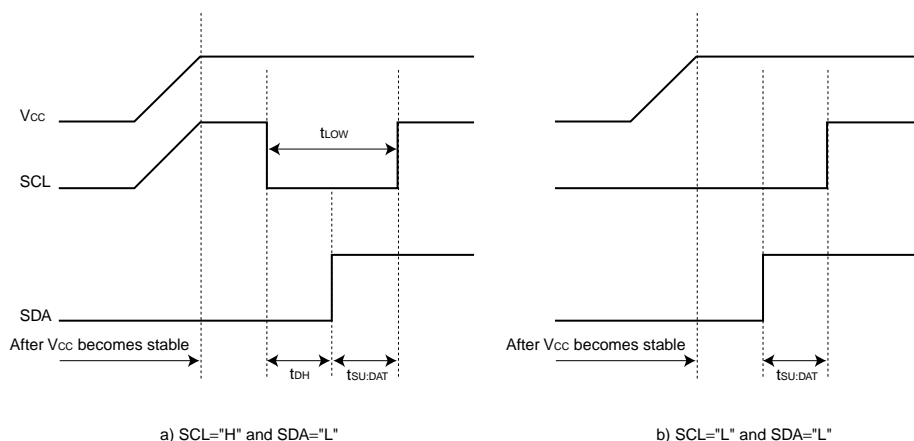 VCC
tLOW
SCL
SDA
After VCC becomes stable
tDH
tSU:DAT
a) SCL="H" and SDA="L"
After VCC becomes stable
tSU:DAT
b) SCL="L" and SDA="L"